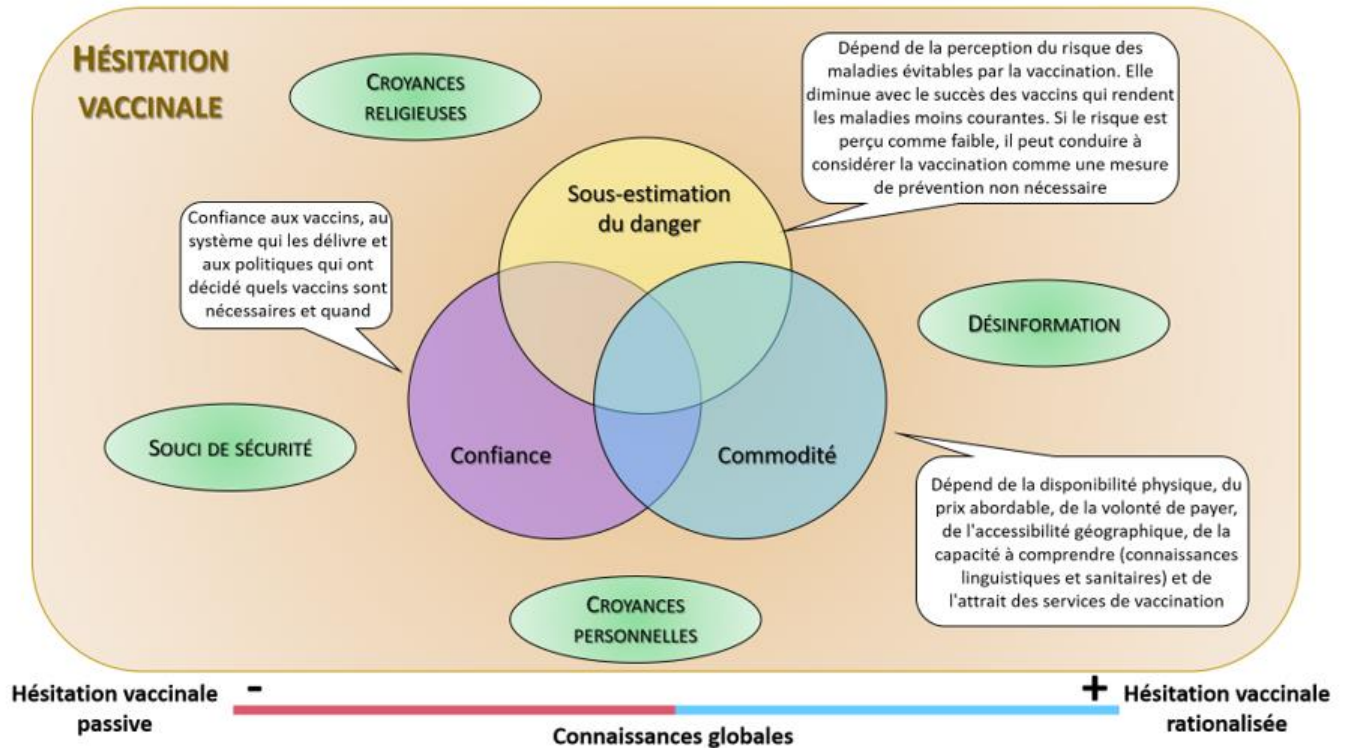 HÉSITATION
VACCINALE
CROYANCES
RELIGIEUSES
Dépend de la perception du risque des
maladies évitables par la vaccination. Elle
diminue avec le succès des vaccins qui rendent
les maladies moins courantes. Si le risque est
perçu comme faible, il peut conduire à
considérer la vaccination comme une mesure
de prévention non nécessaire
Sous-estimation
du danger
Confiance aux vaccins, au
système qui les délivre et
aux politiques qui ont
décidé quels vaccins sont
nécessaires et quand
DÉSINFORMATION
SOUCI DE SÉCURITÉ
Confiance
Commodité
Dépend de la disponibilité physique, du
prix abordable, de la volonté de payer,
de l'accessibilité géographique, de la
capacité à comprendre (connaissances
linguistiques et sanitaires) et de
l'attrait des services de vaccination
CROYANCES
PERSONNELLES
Hésitation vaccinale
passive
-
+
Hésitation vaccinale
rationalisée
Connaissances globales